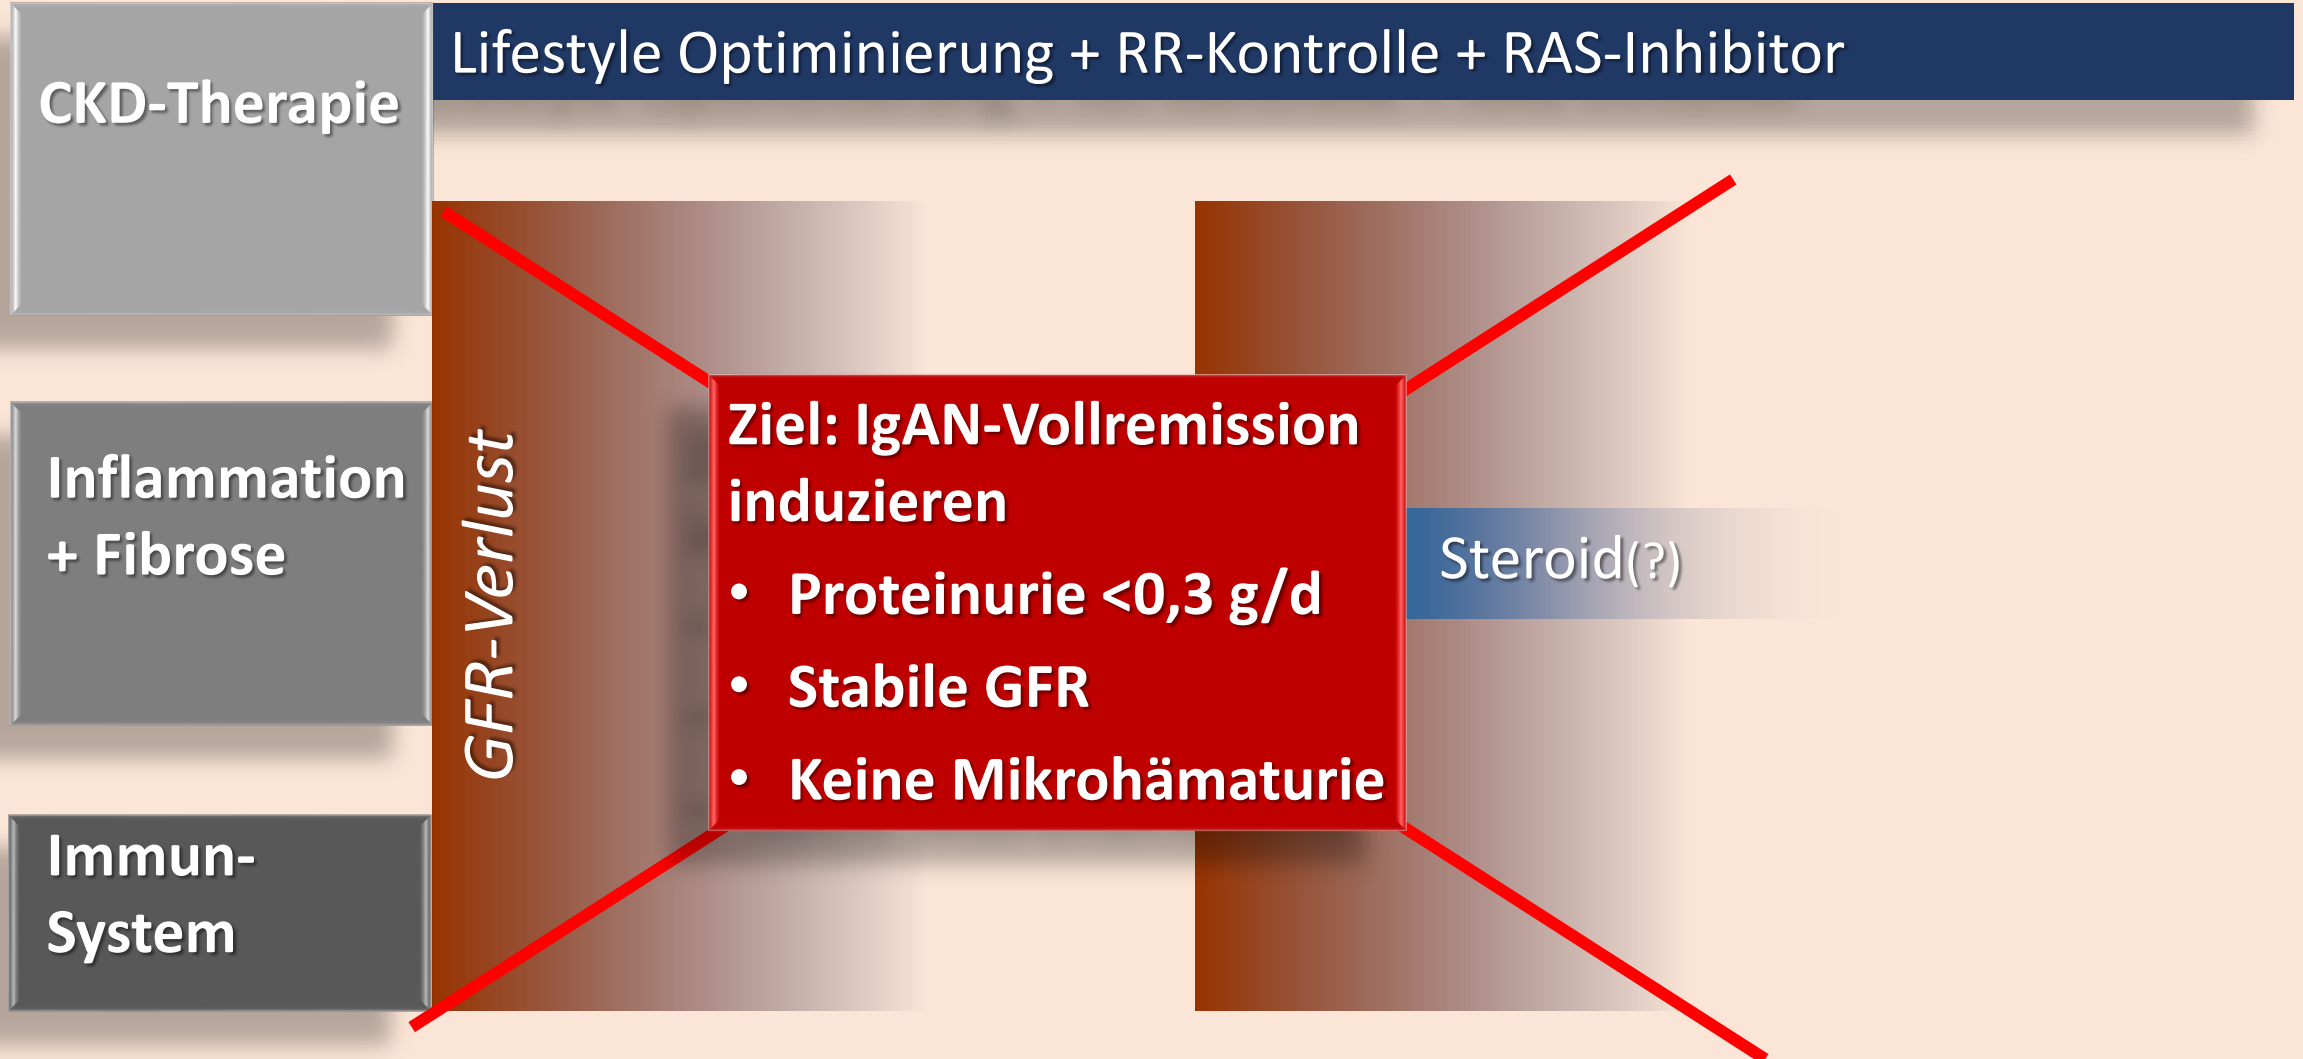 CKD-Therapie
Lifestyle Optiminierung + RR-Kontrolle + RAS-Inhibitor
Inflammation
+ Fibrose
Immun-
System
GFR-Verlust
Ziel: IgAN-Vollremission
induzieren
• Proteinurie <0,3 g/d
• Stabile GFR
• Keine Mikrohämaturie
Steroid(?)